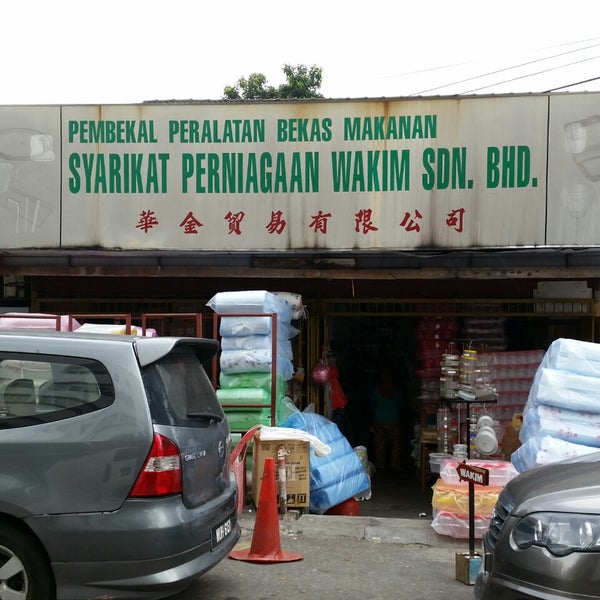 PEMBEKAL PERALATAN BEKAS MAKANAN
SYARIKAT PERNIAGAAN WAKIM SDN. BHD.
華金貿易有限公司
WAKIM